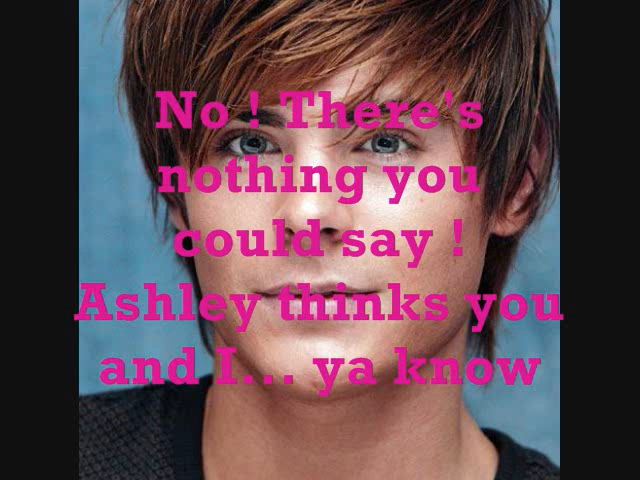 No ! There's
nothing you
could say !
Ashley thinks you
and I... ya know